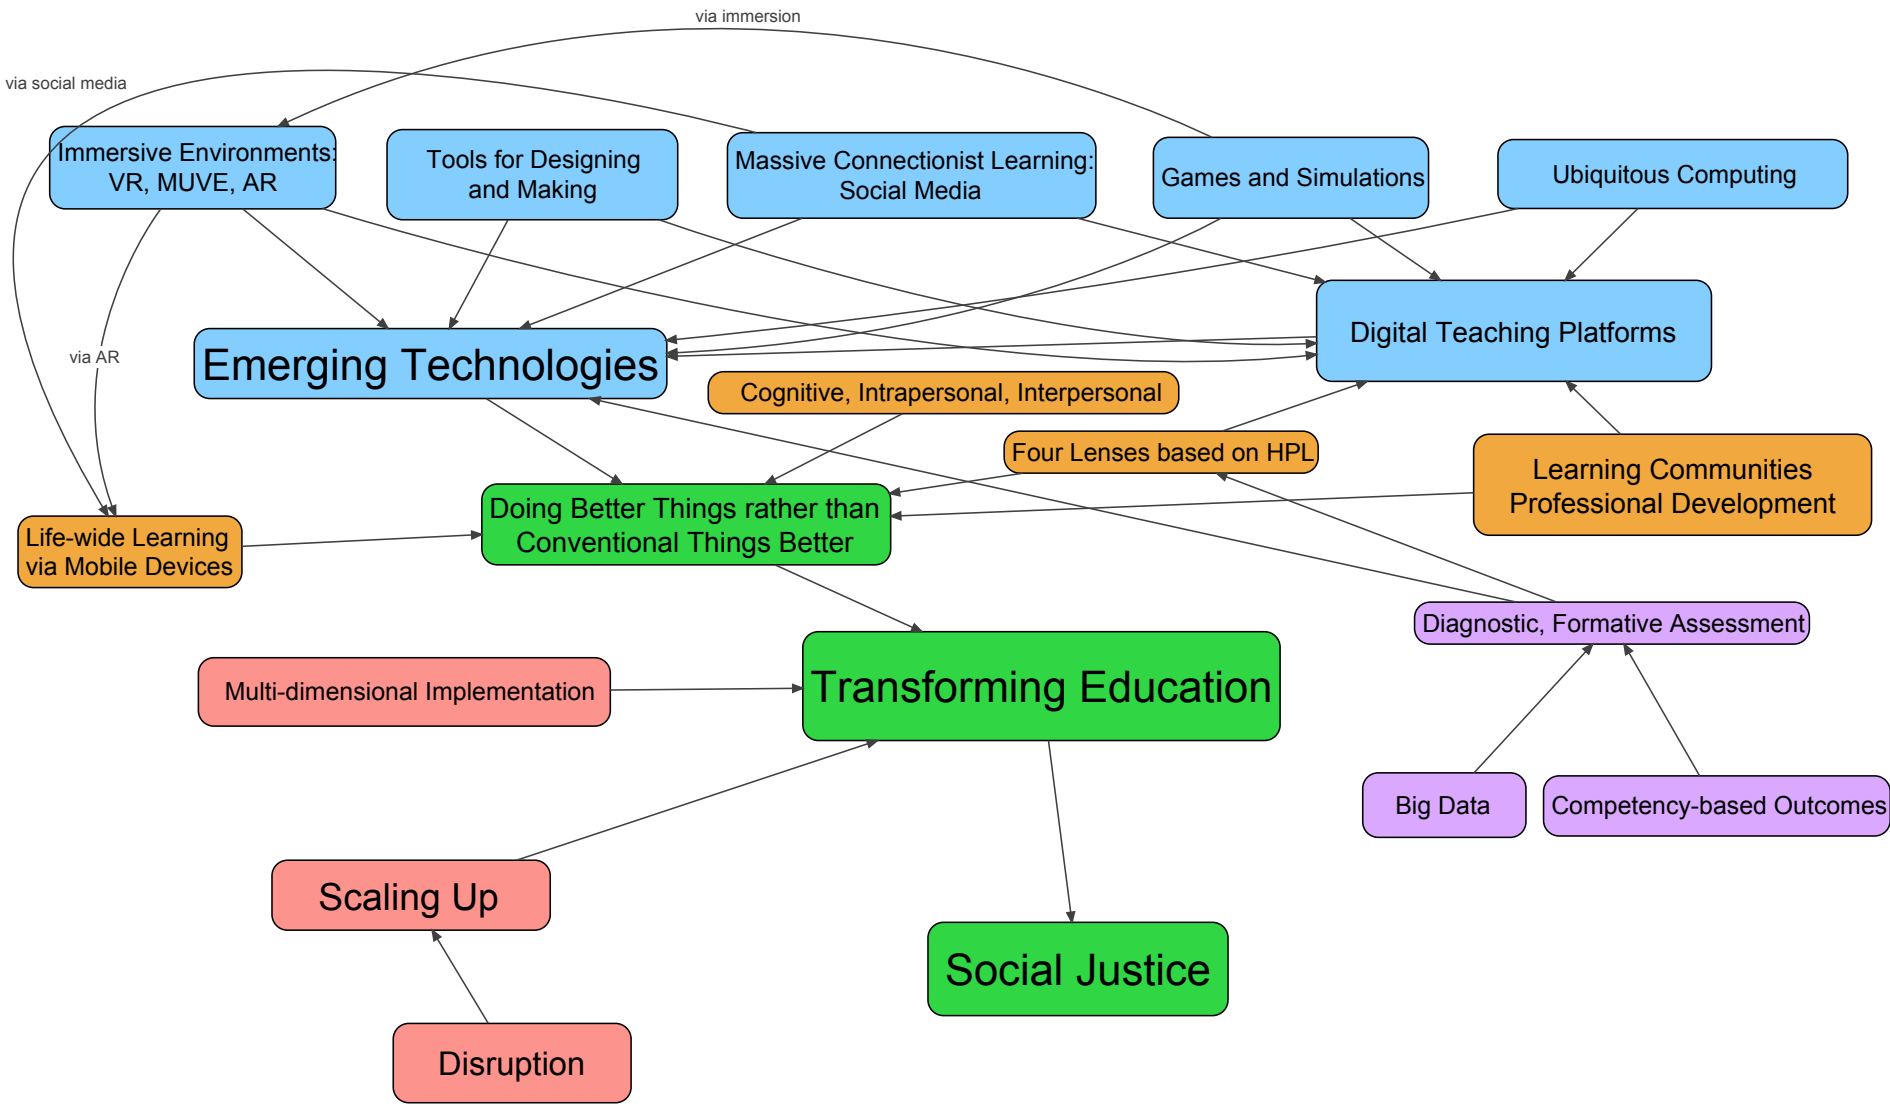 via immersion
via social media
Immersive Environments:
VR, MUVE, AR
Tools for Designing
and Making
Massive Connectionist Learning:
Social Media
Games and Simulations
Ubiquitous Computing
Digital Teaching Platforms
Emerging Technologies
via AR
Cognitive, Intrapersonal, Interpersonal
Four Lenses based on HPL
Learning Communities
Professional Development
Doing Better Things rather than
Conventional Things Better
Life-wide Learning
via Mobile Devices
Diagnostic, Formative Assessment
Multi-dimensional Implementation
Transforming Education
Big Data
Competency-based Outcomes
Scaling Up
Social Justice
Disruption